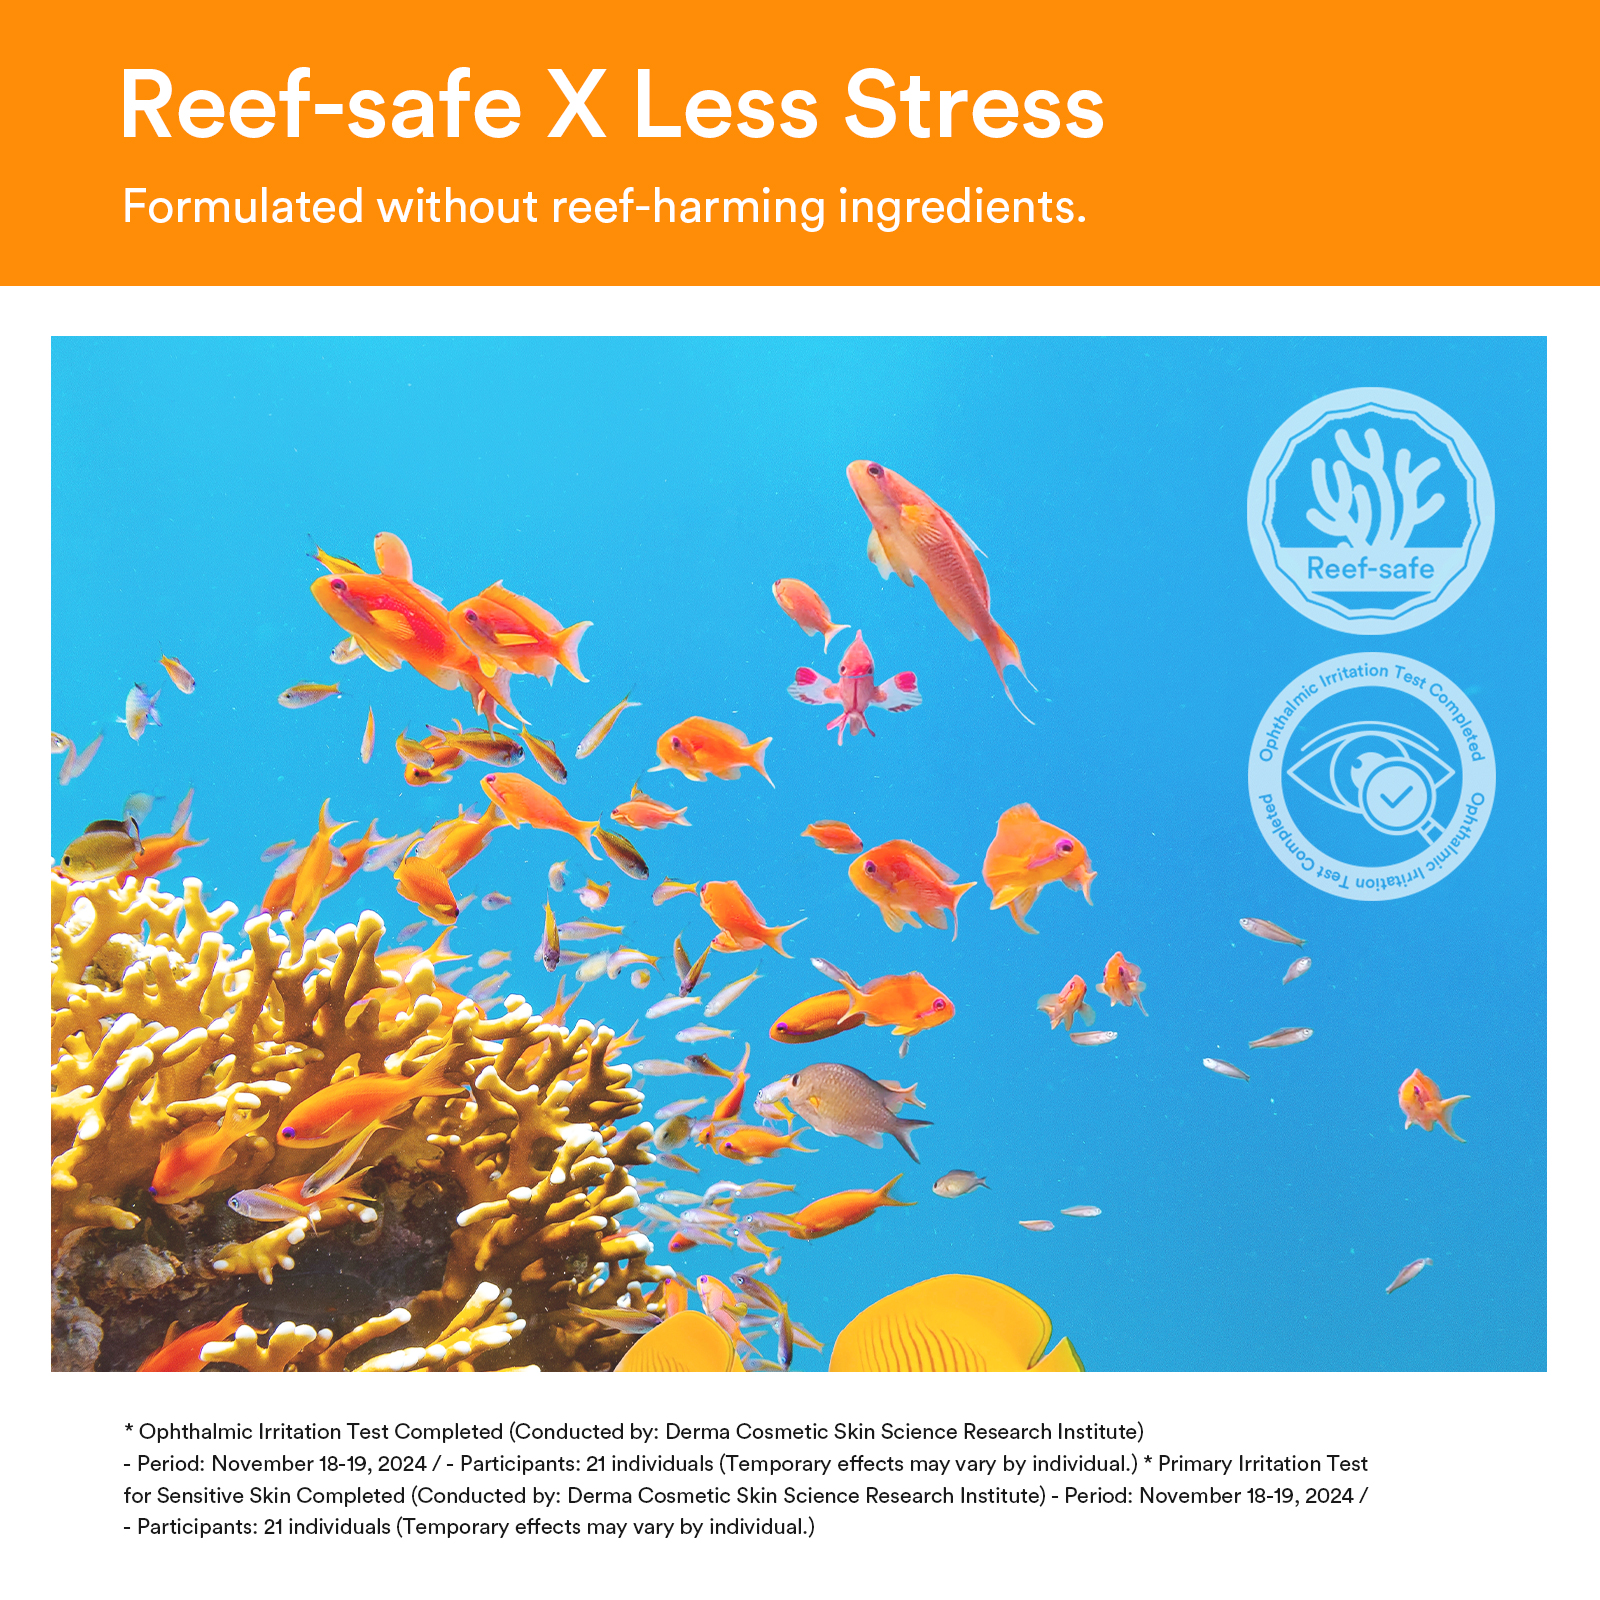 Reef-safe X Less Stress
Formulated without reef-harming ingredients.
Reef-safe
Ophthalmic Irritation Test Completed
Ophthalmic Irritation Test Completed
* Ophthalmic Irritation Test Completed (Conducted by: Derma Cosmetic Skin Science Research Institute)
- Period: November 18-19, 2024 / - Participants: 21 individuals (Temporary effects may vary by individual.) * Primary Irritation Test
for Sensitive Skin Completed (Conducted by: Derma Cosmetic Skin Science Research Institute) - Period: November 18-19, 2024 /
- Participants: 21 individuals (Temporary effects may vary by individual.)